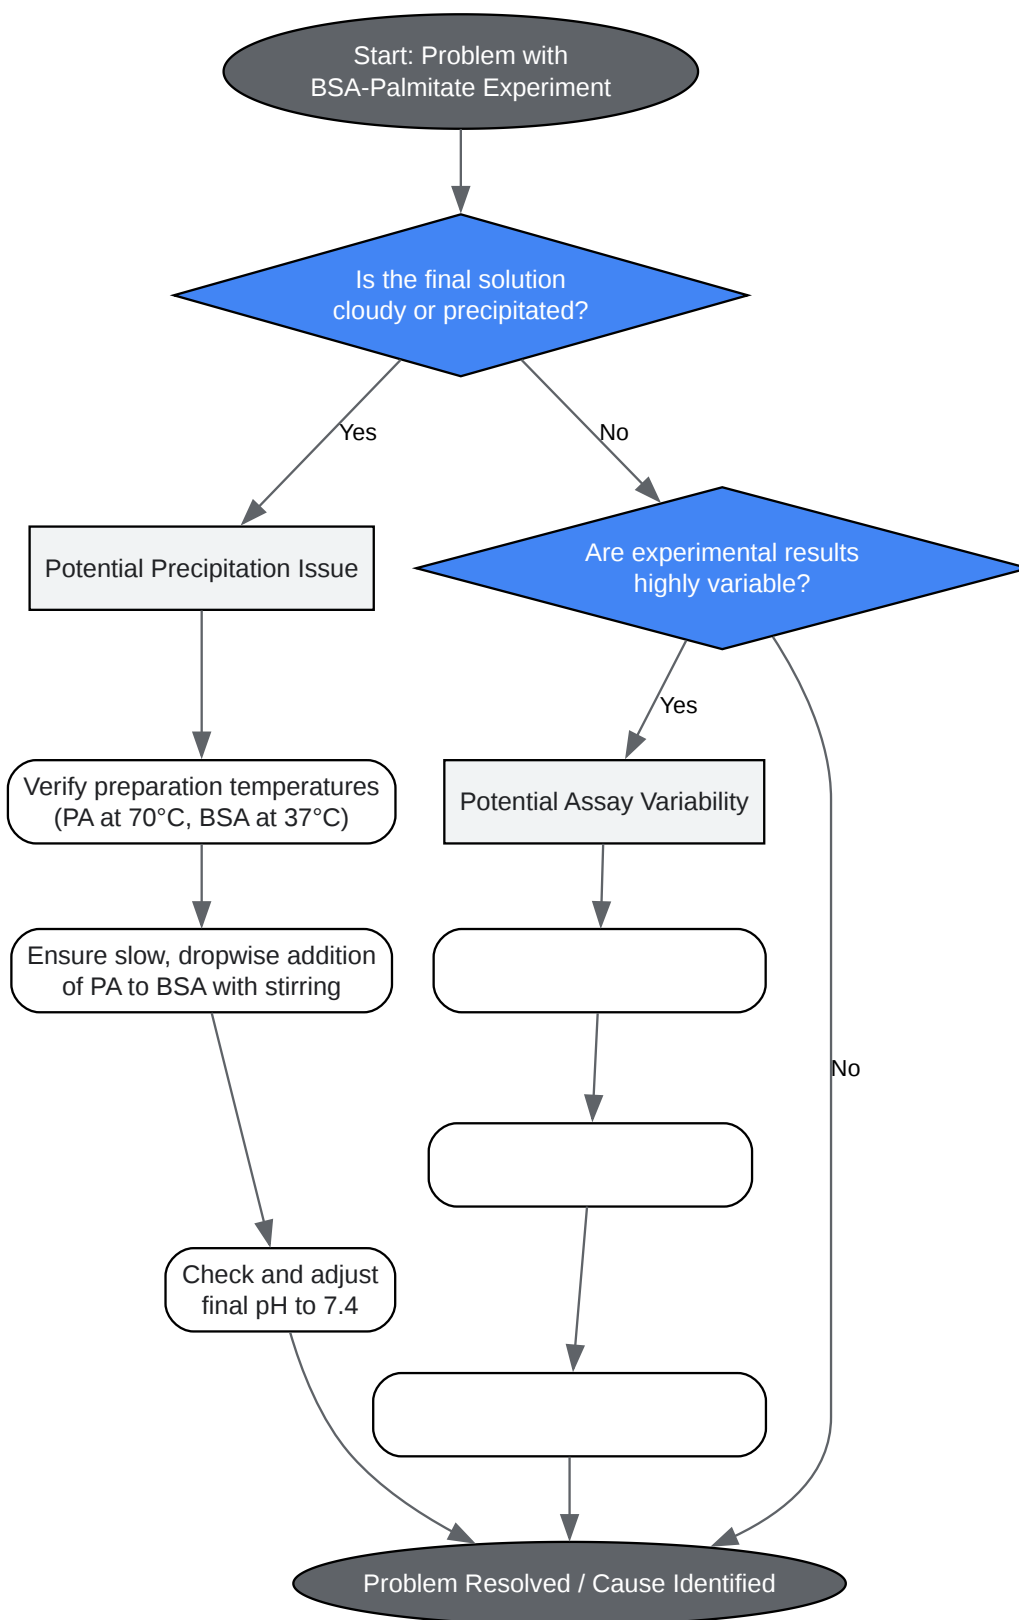 Start: Problem with
BSA-Palmitate Experiment
Is the final solution
cloudy or precipitated?
Yes
No
Potential Precipitation Issue
Are experimental results
highly variable?
Yes
Verify preparation temperatures
(PA at 70°C, BSA at 37°C)
Potential Assay Variability
Ensure slow, dropwise addition
of PA to BSA with stirring
No
Check and adjust
final pH to 7.4
Problem Resolved / Cause Identified